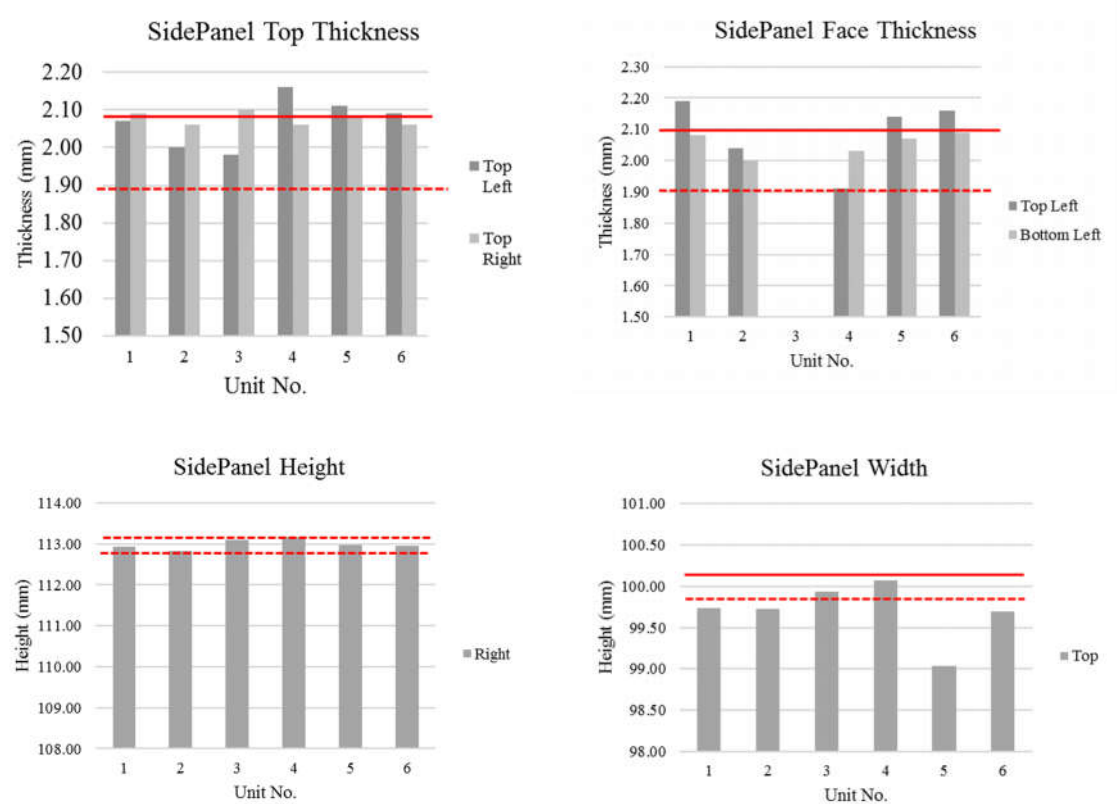 SidePanel Top Thickness
2.20
2.10
2.00
1.90
1.80
1.70
1.60
1.50
Thickness (mm)
1 2 3 4 5 6
Unit No.
Top
Left
Top
Right
SidePanel Face Thickness
2.30
2.20
2.10
2.00
1.90
1.80
1.70
1.60
1.50
Thicknes (mm)
1 2 3 4 5 6
Unit No.
Top Left
Bottom Left
SidePanel Height
114.00
113.00
112.00
111.00
110.00
109.00
108.00
Height (mm)
1 2 3 4 5 6
Unit No.
Right
SidePanel Width
101.00
100.50
100.00
99.50
99.00
98.50
98.00
Height (mm)
1 2 3 4 5 6
Unit No.
Top